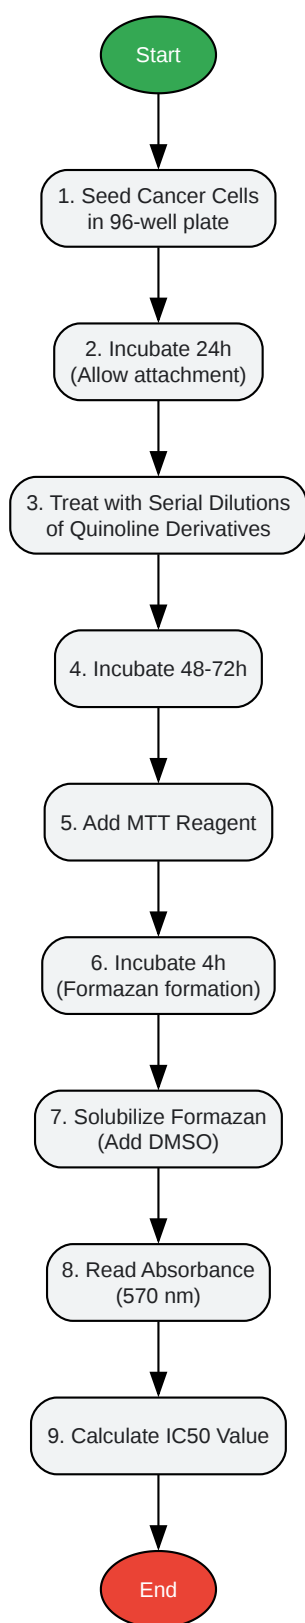 Start
1. Seed Cancer Cells
in 96-well plate
2. Incubate 24h
(Allow attachment)
3. Treat with Serial Dilutions
of Quinoline Derivatives
4. Incubate 48-72h
5. Add MTT Reagent
6. Incubate 4h
(Formazan formation)
7. Solubilize Formazan
(Add DMSO)
8. Read Absorbance
(570 nm)
9. Calculate IC50 Value
End